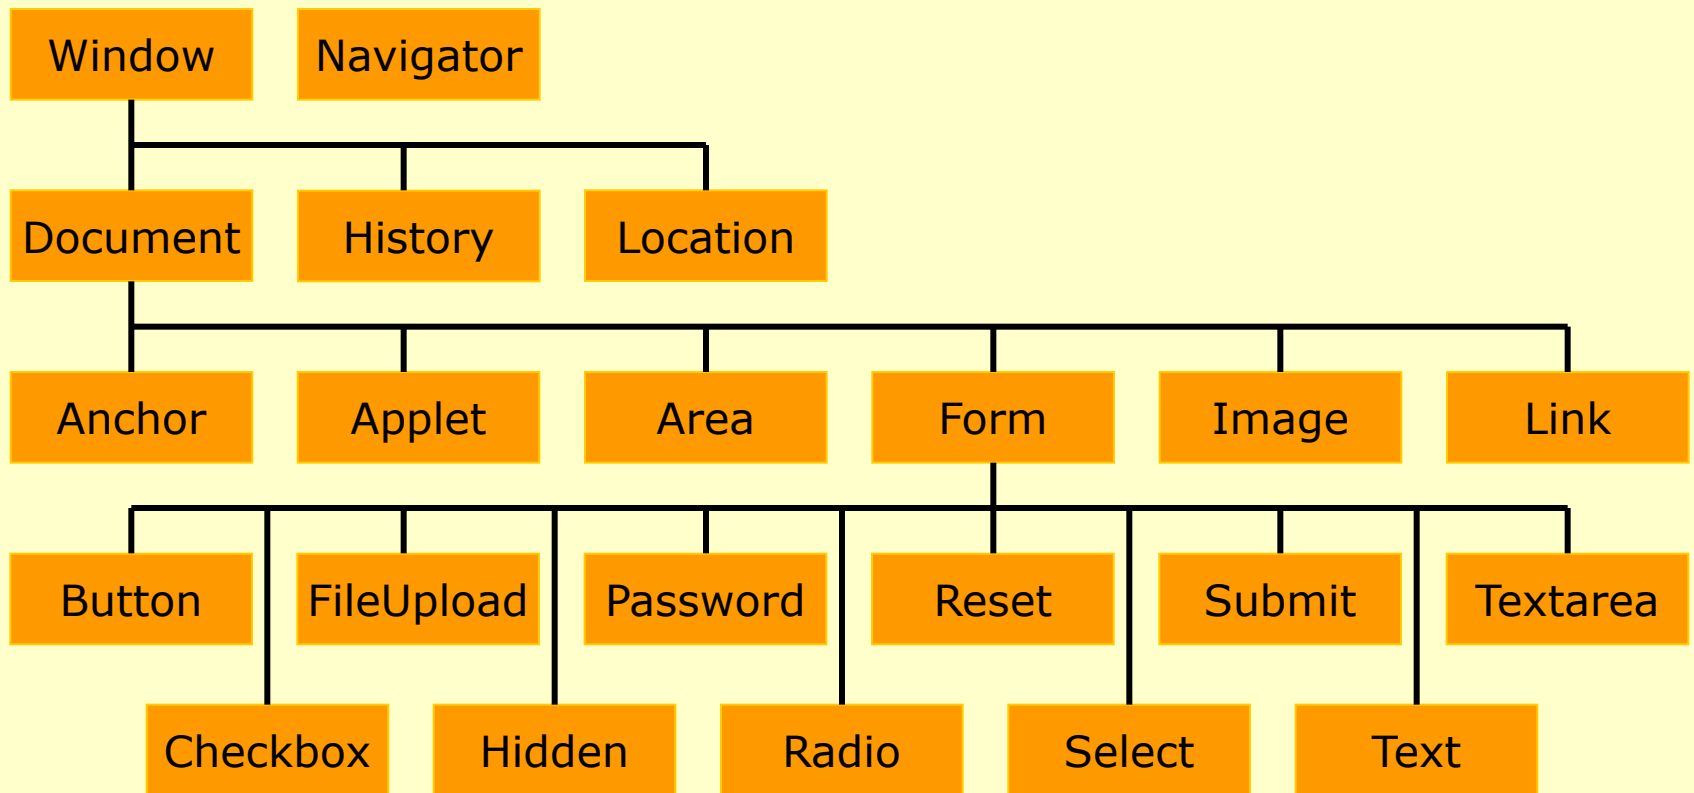 Window
Navigator
Document
History
Location
Anchor
Applet
Area
Form
Image
Link
Button
FileUpload
Password
Reset
Submit
Textarea
Checkbox
Hidden
Radio
Select
Text